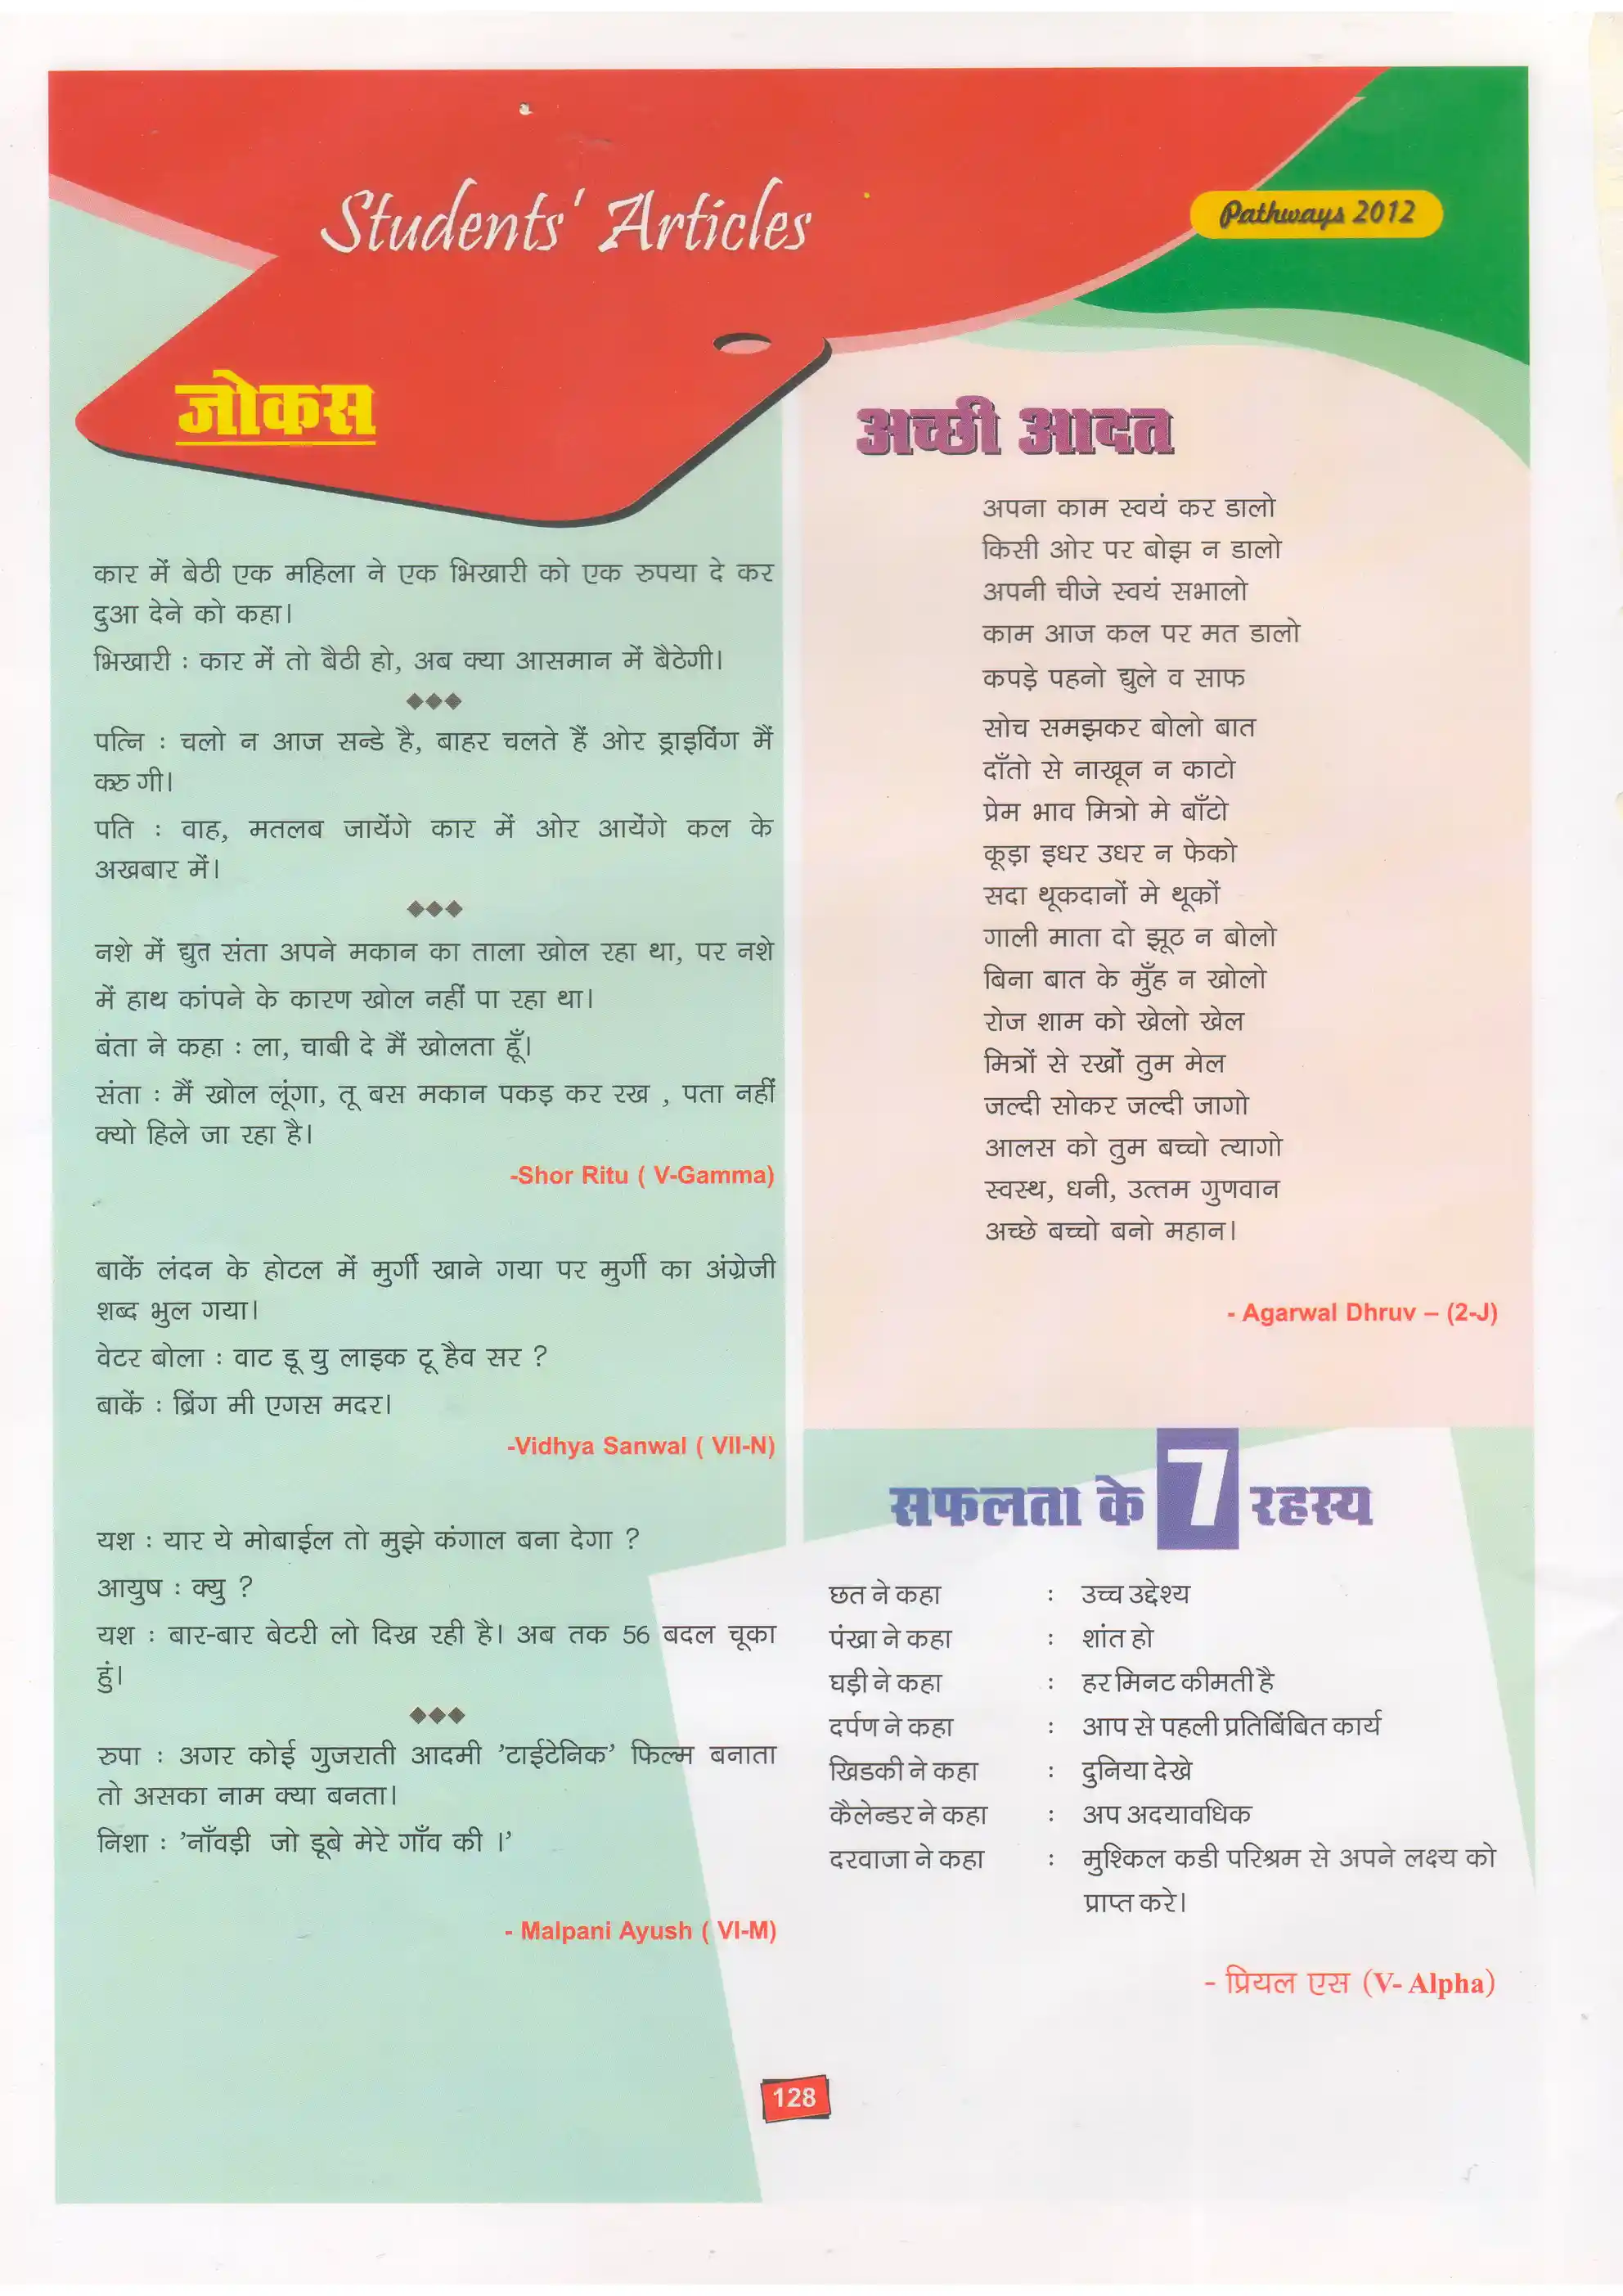 Students' Articles
Pathways 2012
जोकस
कार में बेठी एक महिला ने एक भिखारी को एक रुपया दे कर
दुआ देने को कहा।
भिखारी : कार में तो बैठी हो, अब क्या आसमान में बैठेगी।
◆◆◆
पत्नि : चलो न आज सन्डे है, बाहर चलते हैं ओर ड्राइविंग मैं
करु गी।
पति : वाह, मतलब जायेंगे कार में ओर आयेंगे कल के
अखबार में।
◆◆◆
नशे में द्युत संता अपने मकान का ताला खोल रहा था, पर नशे
में हाथ कांपने के कारण खोल नहीं पा रहा था।
बंता ने कहा : ला, चाबी दे मैं खोलता हूँ।
संता : मैं खोल लूंगा, तू बस मकान पकड़ कर रख , पता नहीं
क्यो हिले जा रहा है।
-Shor Ritu ( V-Gamma)
बाकें लंदन के होटल में मुर्गी खाने गया पर मुर्गी का अंग्रेजी
शब्द भुल गया।
वेटर बोला : वाट डू यु लाइक टू हैव सर ?
बाकें : ब्रिंग मी एगस मदर।
-Vidhya Sanwal ( VII-N)
यश : यार ये मोबाईल तो मुझे कंगाल बना देगा ?
आयुष : क्यु ?
यश : बार-बार बेटरी लो दिख रही है। अब तक 56 बदल चूका
हुं।
◆◆◆
रुपा : अगर कोई गुजराती आदमी ’टाईटेनिक’ फिल्म बनाता
तो असका नाम क्या बनता।
निशा : ’नाँवड़ी जो डूबे मेरे गाँव की ।’
- Malpani Ayush ( VI-M)
अच्छी आदत
अपना काम स्वयं कर डालो
किसी ओर पर बोझ न डालो
अपनी चीजे स्वयं सभालो
काम आज कल पर मत डालो
कपड़े पहनो द्युले व साफ
सोच समझकर बोलो बात
दाँतो से नाखून न काटो
प्रेम भाव मित्रो मे बाँटो
कूड़ा इधर उधर न फेको
सदा थूकदानों मे थूकों
गाली माता दो झूठ न बोलो
बिना बात के मुँह न खोलो
रोज शाम को खेलो खेल
मित्रों से रखों तुम मेल
जल्दी सोकर जल्दी जागो
आलस को तुम बच्चो त्यागो
स्वस्थ, धनी, उत्तम गुणवान
अच्छे बच्चो बनो महान।
- Agarwal Dhruv – (2-J)
सफलता के 7 रहस्य
छत ने कहा : उच्च उद्देश्य
पंखा ने कहा : शांत हो
घड़ी ने कहा : हर मिनट कीमती है
दर्पण ने कहा : आप से पहली प्रतिबिंबित कार्य
खिडकी ने कहा : दुनिया देखे
कैलेन्डर ने कहा : अप अदयावधिक
दरवाजा ने कहा : मुश्किल कडी परिश्रम से अपने लक्ष्य को
प्राप्त करे।
- प्रियल एस (V- Alpha)
128